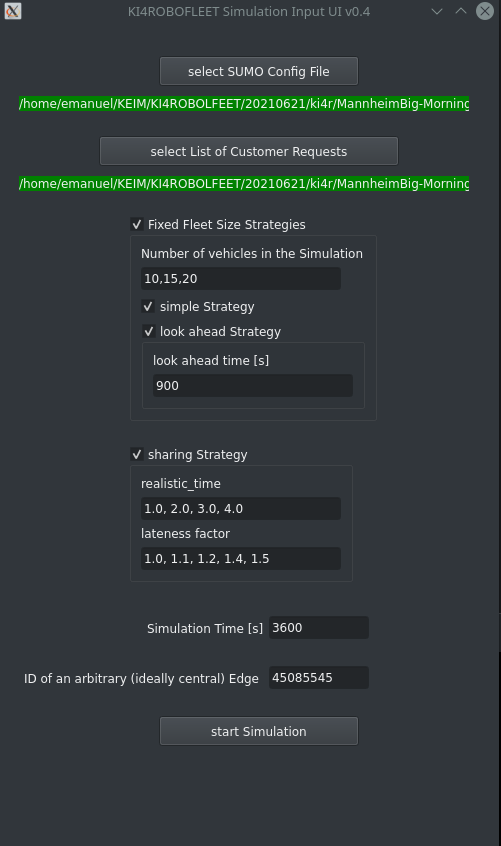 KI4ROBOFLEET Simulation Input UI v0.4
select SUMO Config File
/home/emanuel/KEIM/KI4ROBOLFEET/20210621/ki4r/MannheimBig-Morning
select List of Customer Requests
/home/emanuel/KEIM/KI4ROBOLFEET/20210621/ki4r/MannheimBig-Morning
Fixed Fleet Size Strategies
Number of vehicles in the Simulation
10,15,20
simple Strategy
look ahead Strategy
look ahead time [s]
900
sharing Strategy
realistic_time
1.0, 2.0, 3.0, 4.0
lateness factor
1.0, 1.1, 1.2, 1.4, 1.5
Simulation Time [s] 3600
ID of an arbitrary (ideally central) Edge 45085545
start Simulation